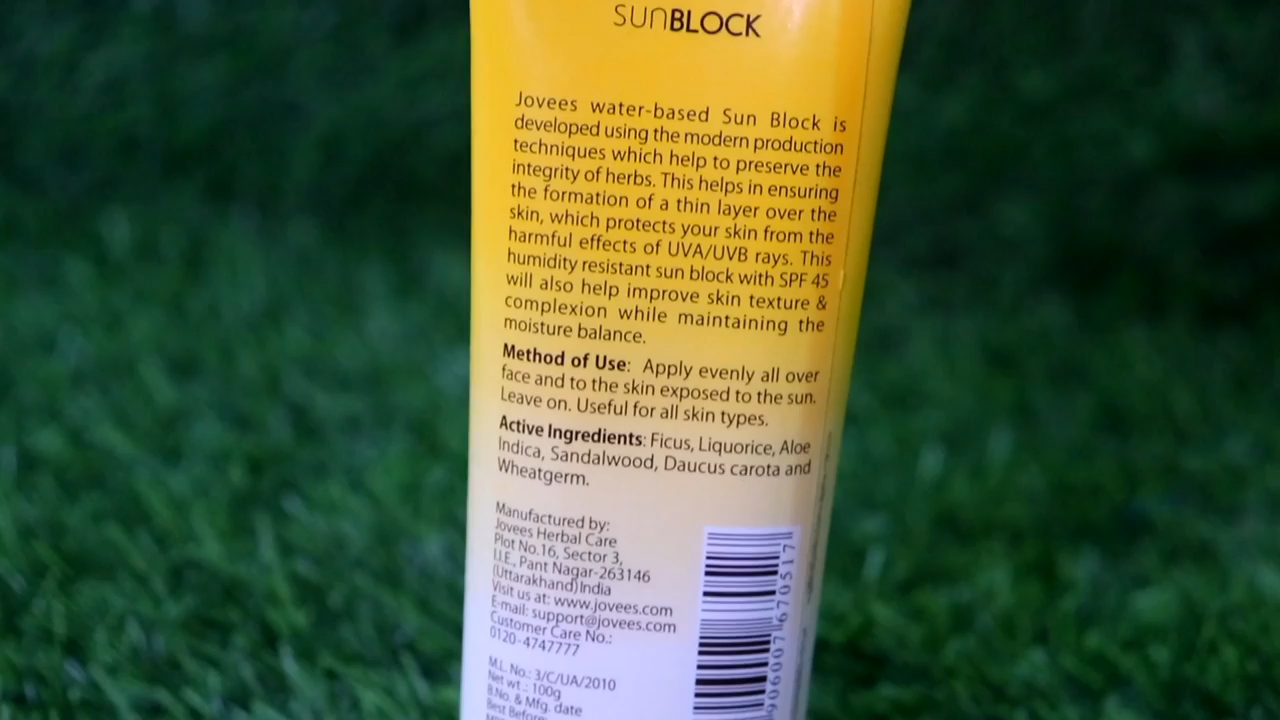 SUNBLOCK
Jovees water-based Sun Block is
developed using the modern production
techniques which help to preserve the
integrity of herbs. This helps in ensuring
the formation of a thin layer over the
skin, which protects your skin from the
harmful effects of UVA/UVB rays. This
humidity resistant sun block with SPF 45
will also help improve skin texture &
complexion while maintaining the
moisture balance.
Method of Use: Apply evenly all over
face and to the skin exposed to the sun.
Leave on. Useful for all skin types.
Active Ingredients: Ficus, Liquorice, Aloe
Indica, Sandalwood, Daucus carota and
Wheatgerm.
Manufactured by:
Jovees Herbal Care
Plot No.16, Sector 3,
I.I.E., Pant Nagar-263146
(Uttarakhand)India
Visit us at: www.jovees.com
E-mail: support@jovees.com
Customer Care No.:
0120-4747777
M.L. No.: 3/C/UA/2010
Net wt.: 100g
B.No. & Mfg. date
Best Before:
906007 670517